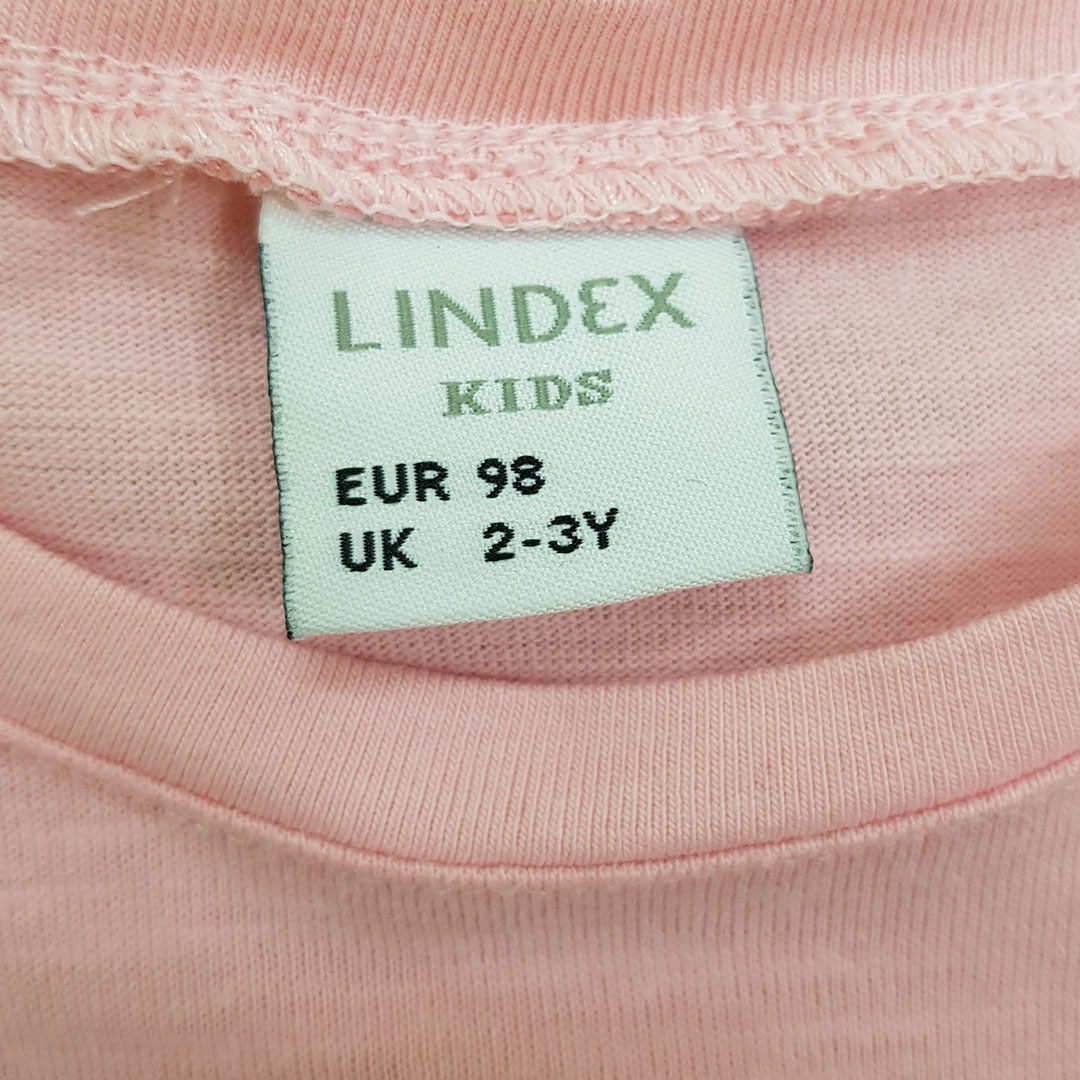 LINDEX
KIDS
EUR 98
UK 2-3Y